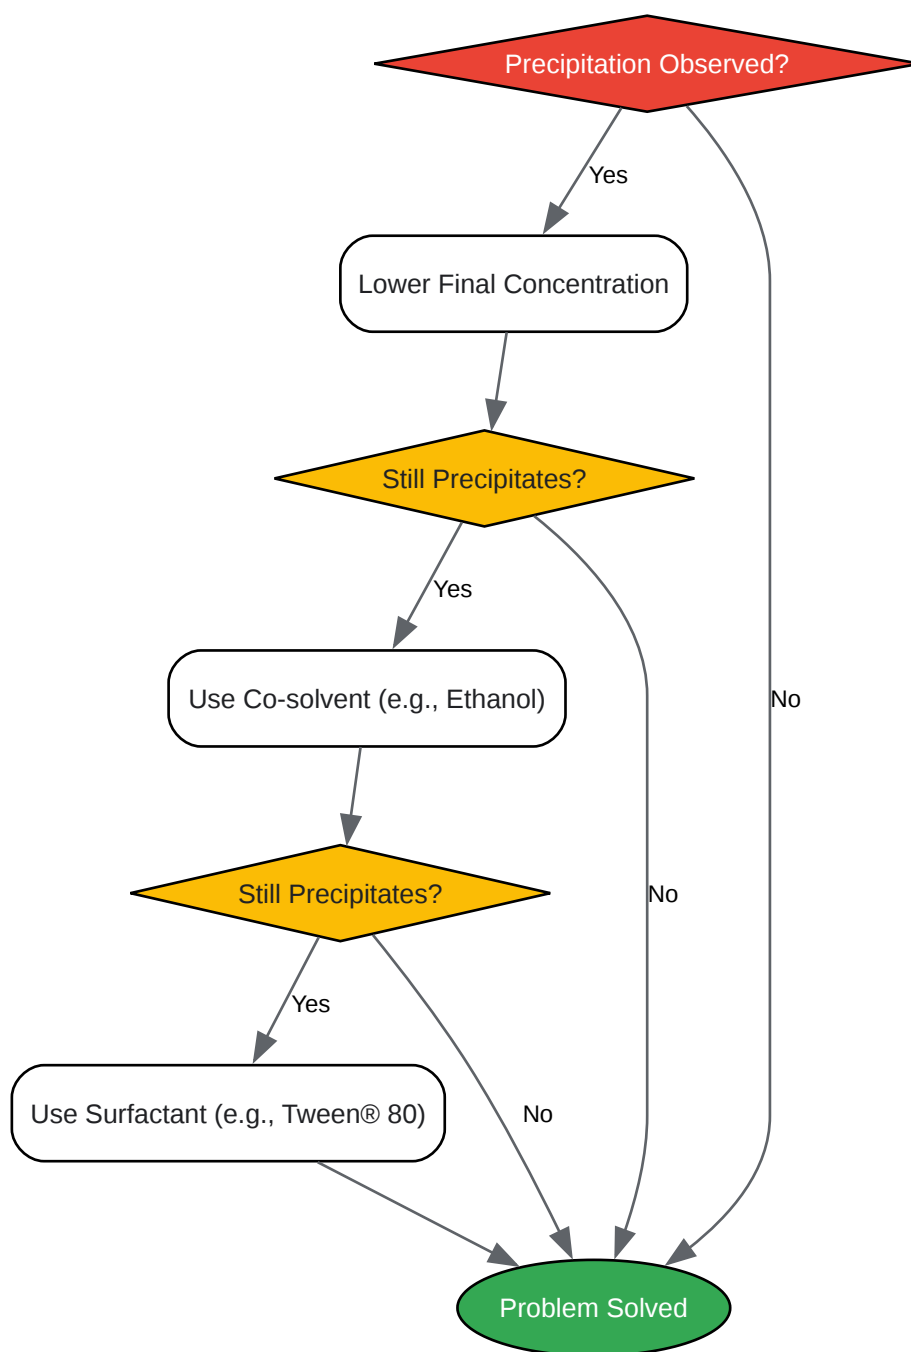 Precipitation Observed?
Yes
Lower Final Concentration
Still Precipitates?
Yes
Use Co-solvent (e.g., Ethanol)
No
Still Precipitates?
No
Yes
Use Surfactant (e.g., Tween® 80)
No
Problem Solved